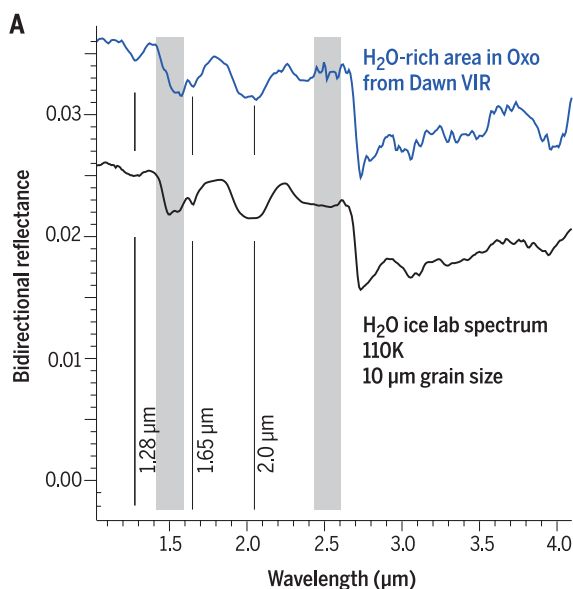 A
H₂O-rich area in Oxo
from Dawn VIR
0.03
0.02
0.01
0.00
Bidirectional reflectance
H₂O ice lab spectrum
110K
10 µm grain size
1.28 µm
1.65 µm
2.0 µm
1.5
2.0
2.5
3.0
3.5
4.0
Wavelength (µm)